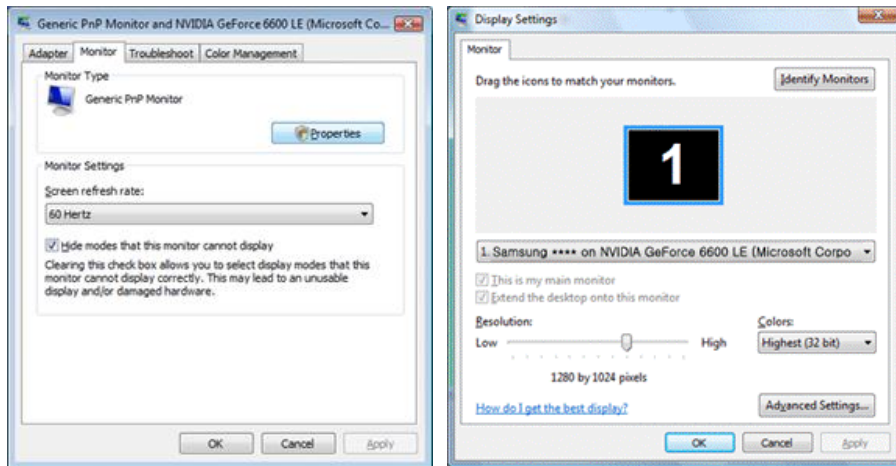 Generic PnP Monitor and NVIDIA GeForce 6600 LE (Microsoft Co...
Adapter Monitor Troubleshoot Color Management
Monitor Type
Generic PnP Monitor
Properties
Monitor Settings
Screen refresh rate:
60 Hertz
Hide modes that this monitor cannot display
Clearing this check box allows you to select display modes that this
monitor cannot display correctly. This may lead to an unusable
display and/or damaged hardware.
OK Cancel Apply
Display Settings
Monitor
Drag the icons to match your monitors.
Identify Monitors
1
1. Samsung **** on NVIDIA GeForce 6600 LE (Microsoft Corpo
This is my main monitor
Extend the desktop onto this monitor
Resolution:
Low High
1280 by 1024 pixels
Colors:
Highest (32 bit)
How do I get the best display?
Advanced Settings...
OK Cancel Apply